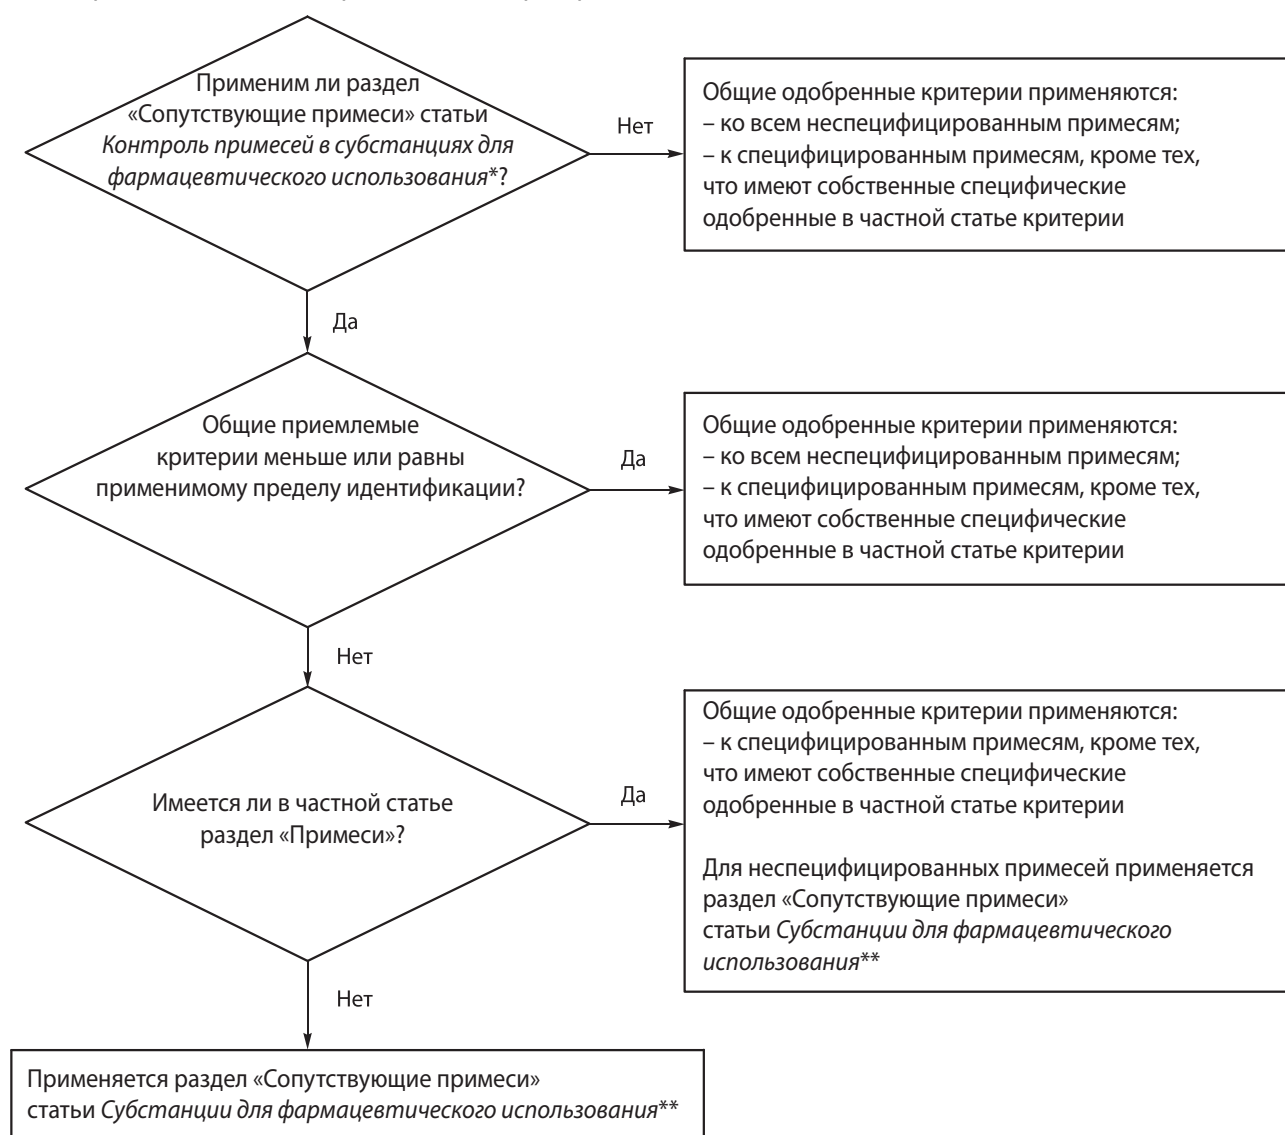 Применим ли раздел
«Сопутствующие примеси» статьи
Контроль примесей в субстанциях для
фармацевтического использования*?
Нет
Общие одобренные критерии применяются:
– ко всем неспецифицированным примесям;
– к специфицированным примесям, кроме тех,
что имеют собственные специфические
одобренные в частной статье критерии
Да
Общие приемлемые
критерии меньше или равны
применимому пределу идентификации?
Да
Общие одобренные критерии применяются:
– ко всем неспецифицированным примесям;
– к специфицированным примесям, кроме тех,
что имеют собственные специфические
одобренные в частной статье критерии
Нет
Имеется ли в частной статье
раздел «Примеси»?
Да
Общие одобренные критерии применяются:
– к специфицированным примесям, кроме тех,
что имеют собственные специфические
одобренные в частной статье критерии
Для неспецифицированных примесей применяется
раздел «Сопутствующие примеси»
статьи Субстанции для фармацевтического
использования**
Нет
Применяется раздел «Сопутствующие примеси»
статьи Субстанции для фармацевтического использования**